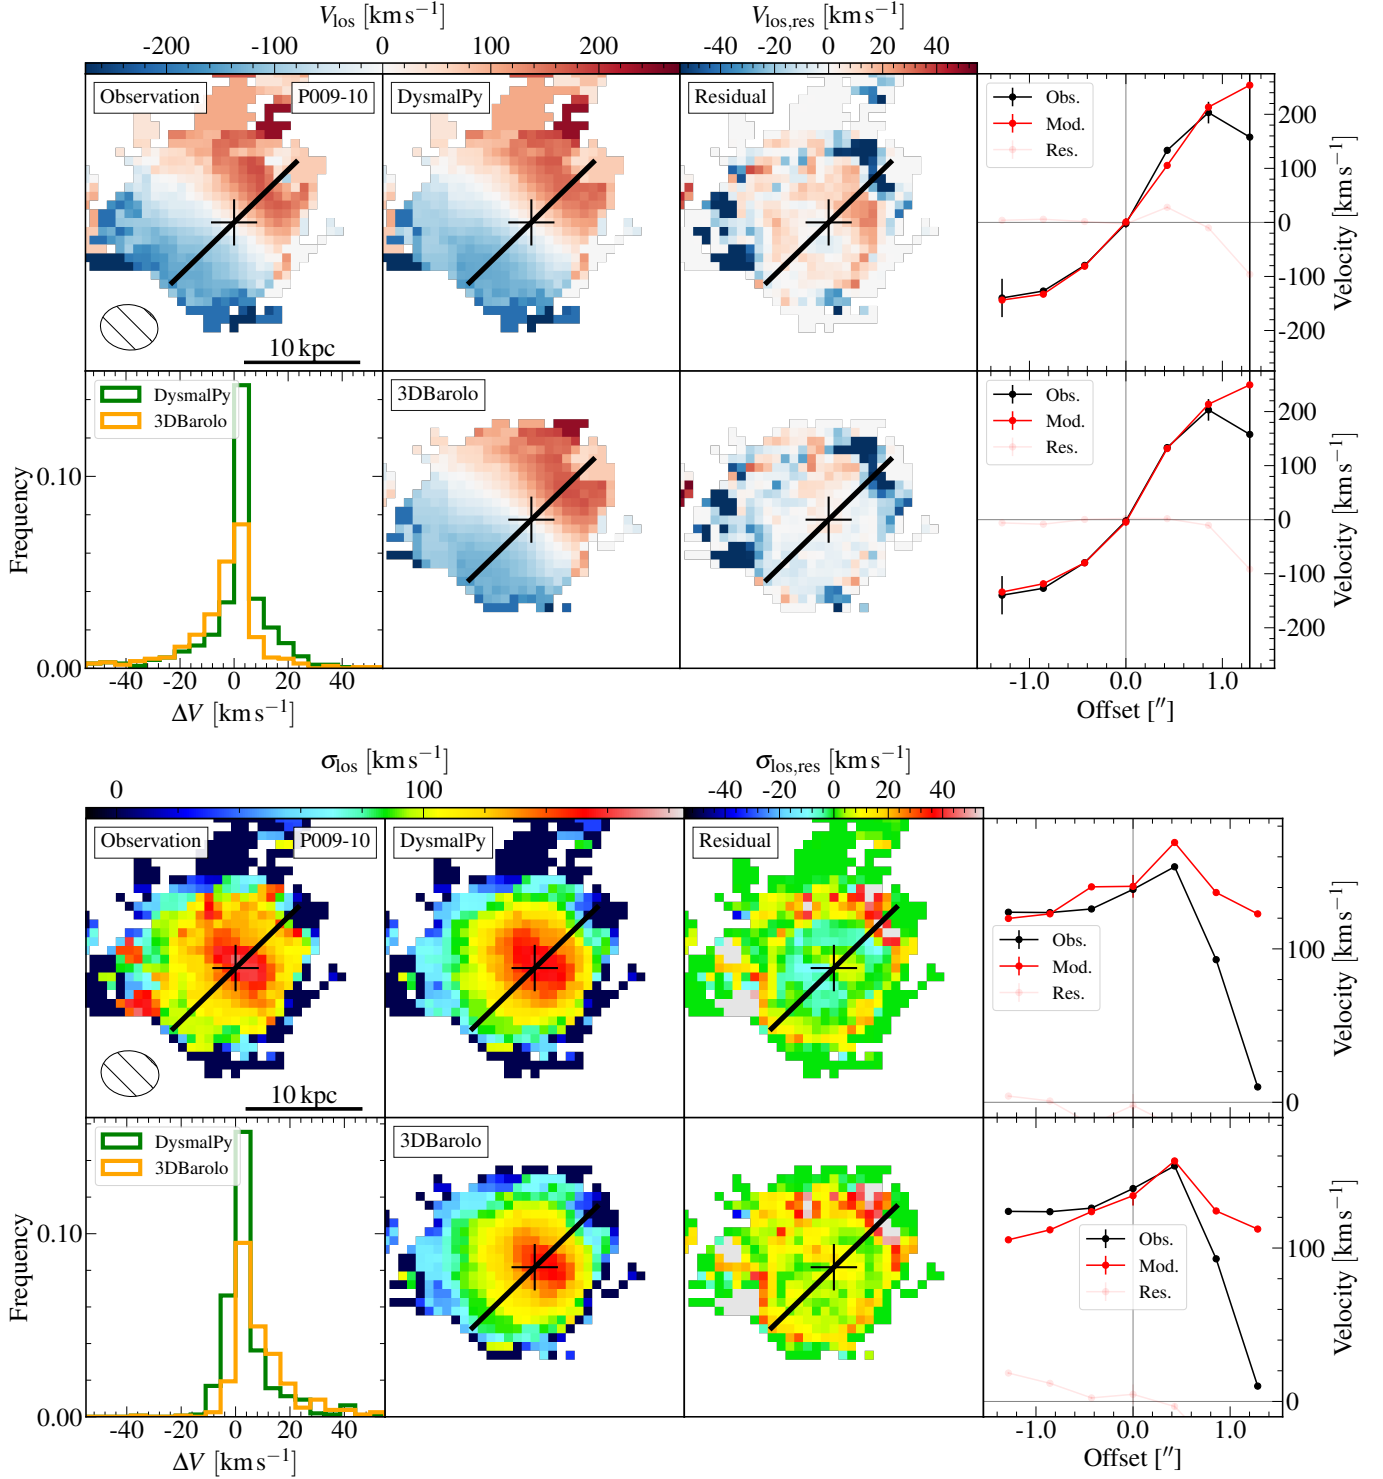 V_los [km s⁻¹]
V_los,res [km s⁻¹]
-200 -100 0 100 200
-40 -20 0 20 40
Observation P009-10 DysmalPy Residual
Obs.
Mod.
Res.
200
100
0
-100
-200
Velocity [km s⁻¹]
10 kpc
DysmalPy
3DBarolo
3DBarolo
Obs.
Mod.
Res.
200
100
0
-100
-200
Velocity [km s⁻¹]
0.10
0.00
Frequency
-40 -20 0 20 40
ΔV [km s⁻¹]
-1.0 0.0 1.0
Offset [″]
σ_los [km s⁻¹]
σ_los,res [km s⁻¹]
0 100
-40 -20 0 20 40
Observation P009-10 DysmalPy Residual
Obs.
Mod.
Res.
100
0
Velocity [km s⁻¹]
10 kpc
DysmalPy
3DBarolo
3DBarolo
Obs.
Mod.
Res.
100
0
Velocity [km s⁻¹]
0.10
0.00
Frequency
-40 -20 0 20 40
ΔV [km s⁻¹]
-1.0 0.0 1.0
Offset [″]